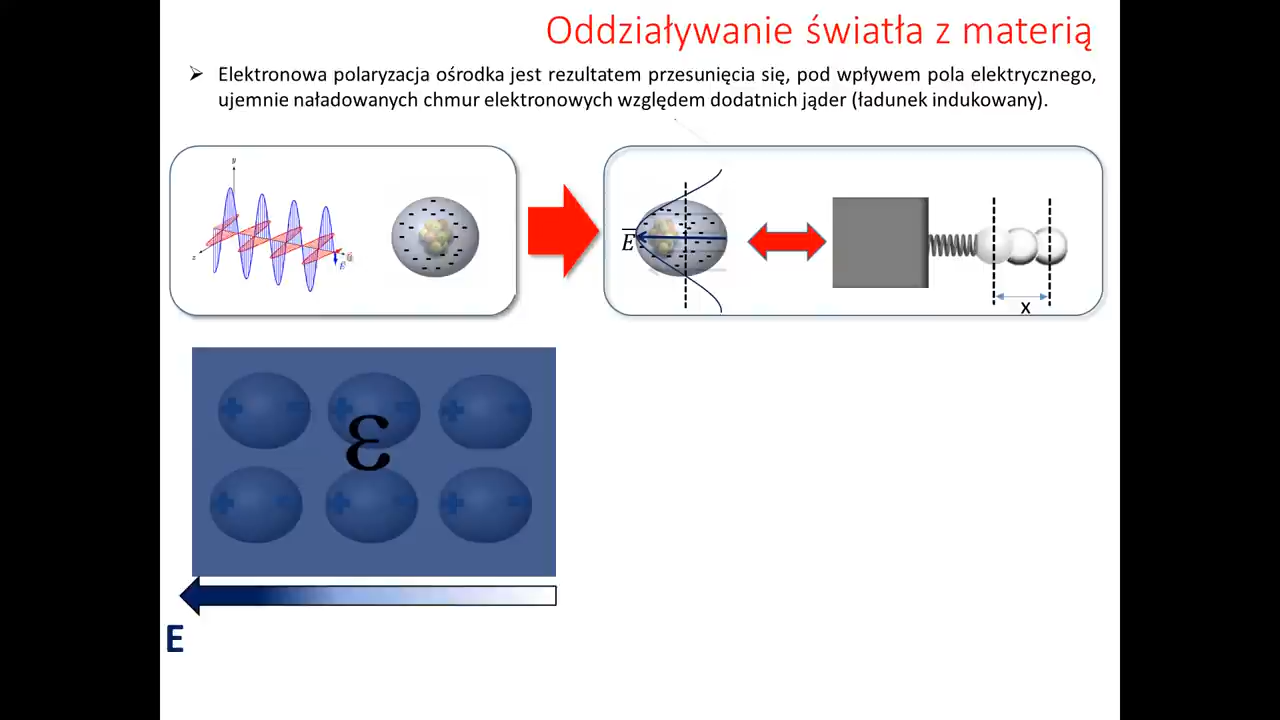 Oddziaływanie światła z materią
Elektronowa polaryzacja ośrodka jest rezultatem przesunięcia się, pod wpływem pola elektrycznego,
ujemnie naładowanych chmur elektronowych względem dodatnich jąder (ładunek indukowany).
y
z
E
x
ε
E